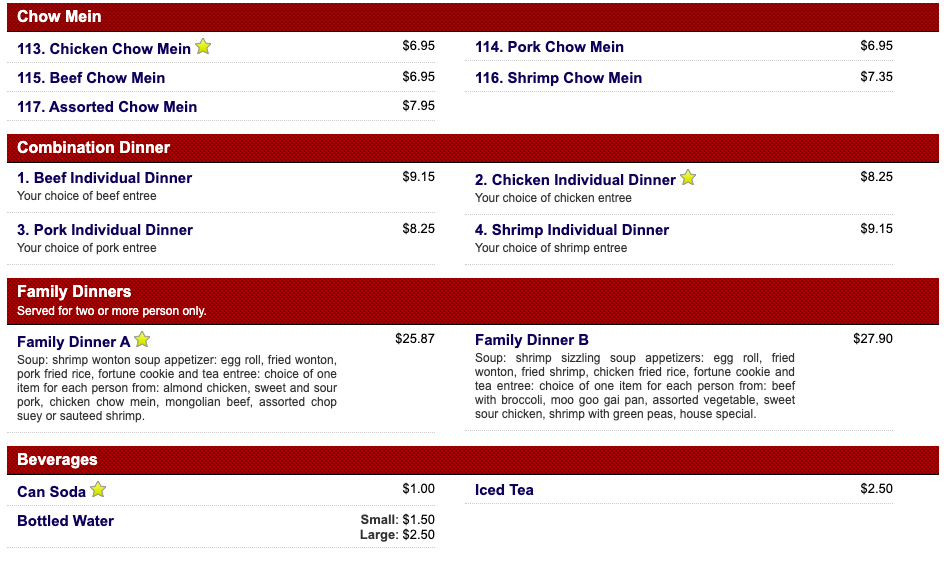 Chow Mein
113. Chicken Chow Mein $6.95
114. Pork Chow Mein $6.95
115. Beef Chow Mein $6.95
116. Shrimp Chow Mein $7.35
117. Assorted Chow Mein $7.95
Combination Dinner
1. Beef Individual Dinner $9.15
Your choice of beef entree
2. Chicken Individual Dinner $8.25
Your choice of chicken entree
3. Pork Individual Dinner $8.25
Your choice of pork entree
4. Shrimp Individual Dinner $9.15
Your choice of shrimp entree
Family Dinners
Served for two or more person only.
Family Dinner A $25.87
Soup: shrimp wonton soup appetizer: egg roll, fried wonton,
pork fried rice, fortune cookie and tea entree: choice of one
item for each person from: almond chicken, sweet and sour
pork, chicken chow mein, mongolian beef, assorted chop
suey or sauteed shrimp.
Family Dinner B $27.90
Soup: shrimp sizzling soup appetizers: egg roll, fried
wonton, fried shrimp, chicken fried rice, fortune cookie and
tea entree: choice of one item for each person from: beef
with broccoli, moo goo gai pan, assorted vegetable, sweet
sour chicken, shrimp with green peas, house special.
Beverages
Can Soda $1.00
Iced Tea $2.50
Bottled Water Small: $1.50
Large: $2.50